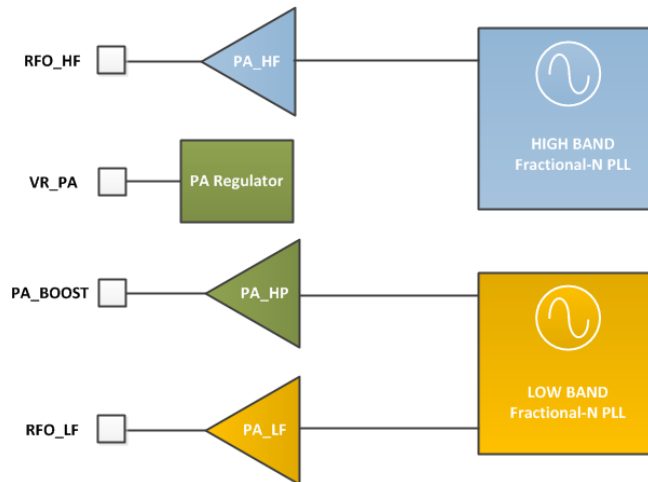 RFO_HF
PA_HF
HIGH BAND
Fractional-N PLL
VR_PA
PA Regulator
PA_BOOST
PA_HP
LOW BAND
Fractional-N PLL
RFO_LF
PA_LF